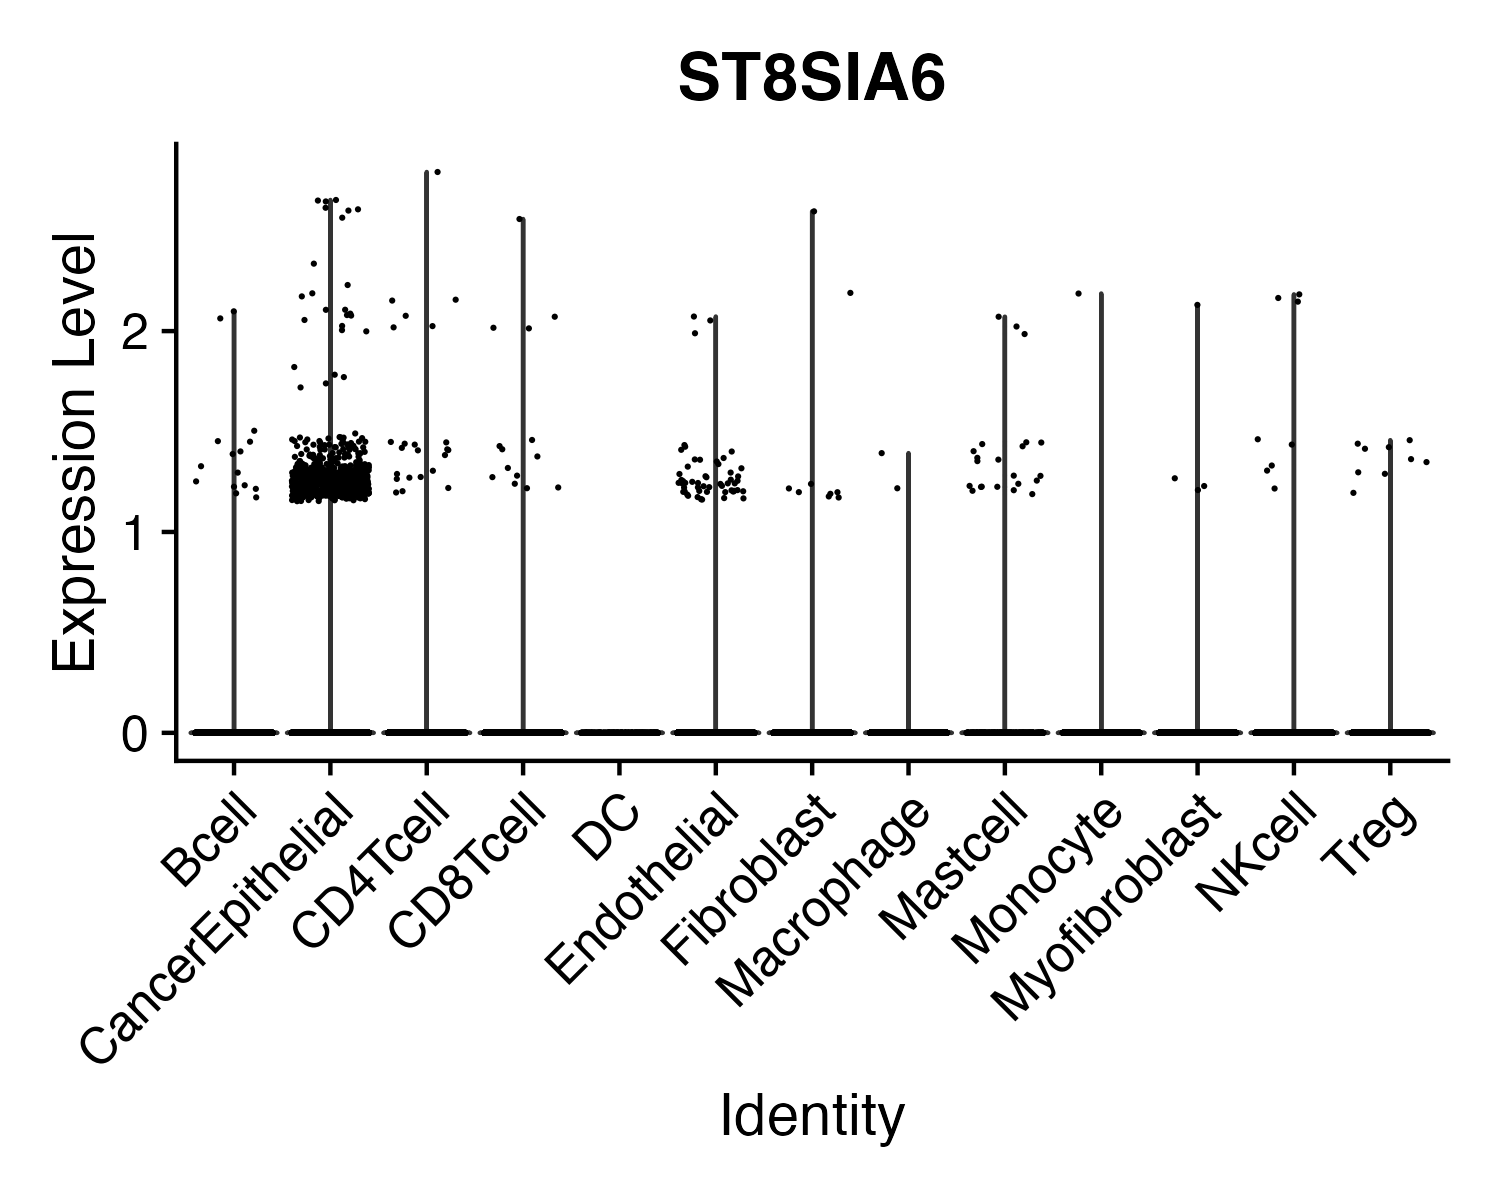 ST8SIA6
Expression Level
2
1
0
Bcell
CancerEpithelial
CD4Tcell
CD8Tcell
DC
Endothelial
Fibroblast
Macrophage
Mastcell
Monocyte
Myofibroblast
NKcell
Treg
Identity